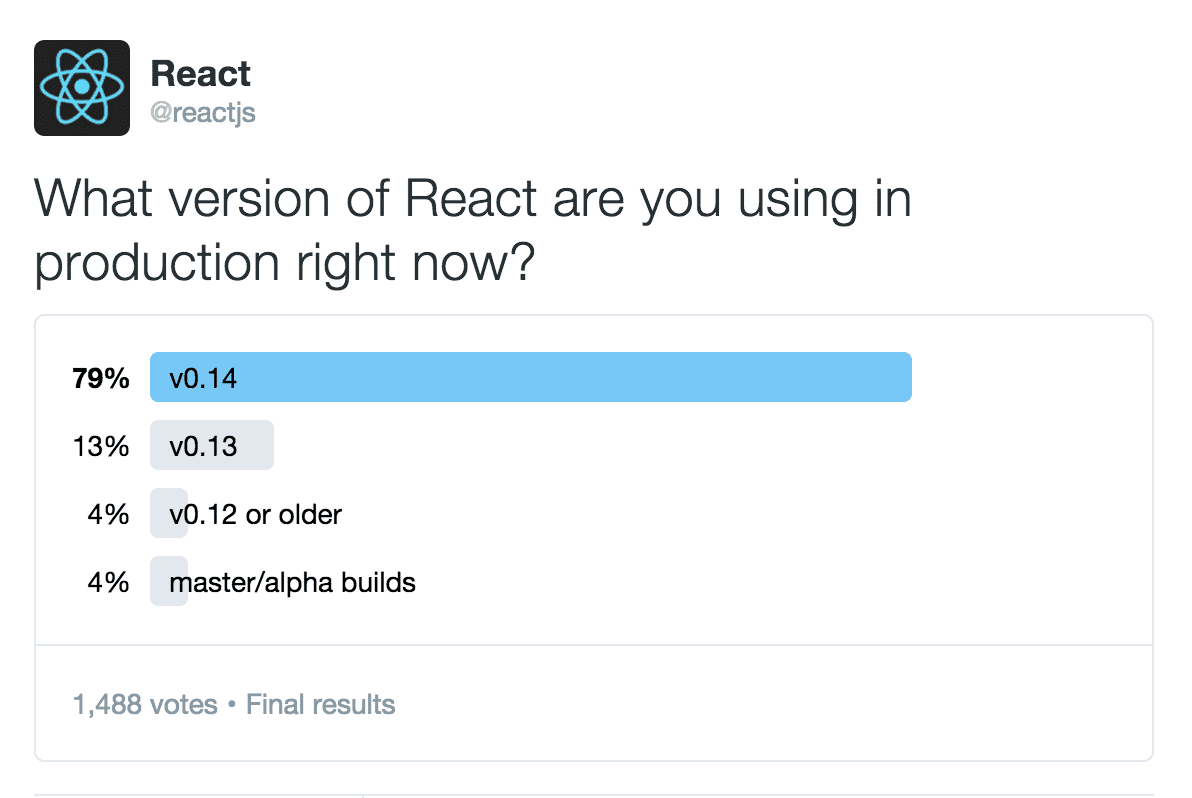 React
@reactjs
What version of React are you using in
production right now?
79% v0.14
13% v0.13
4% v0.12 or older
4% master/alpha builds
1,488 votes • Final results